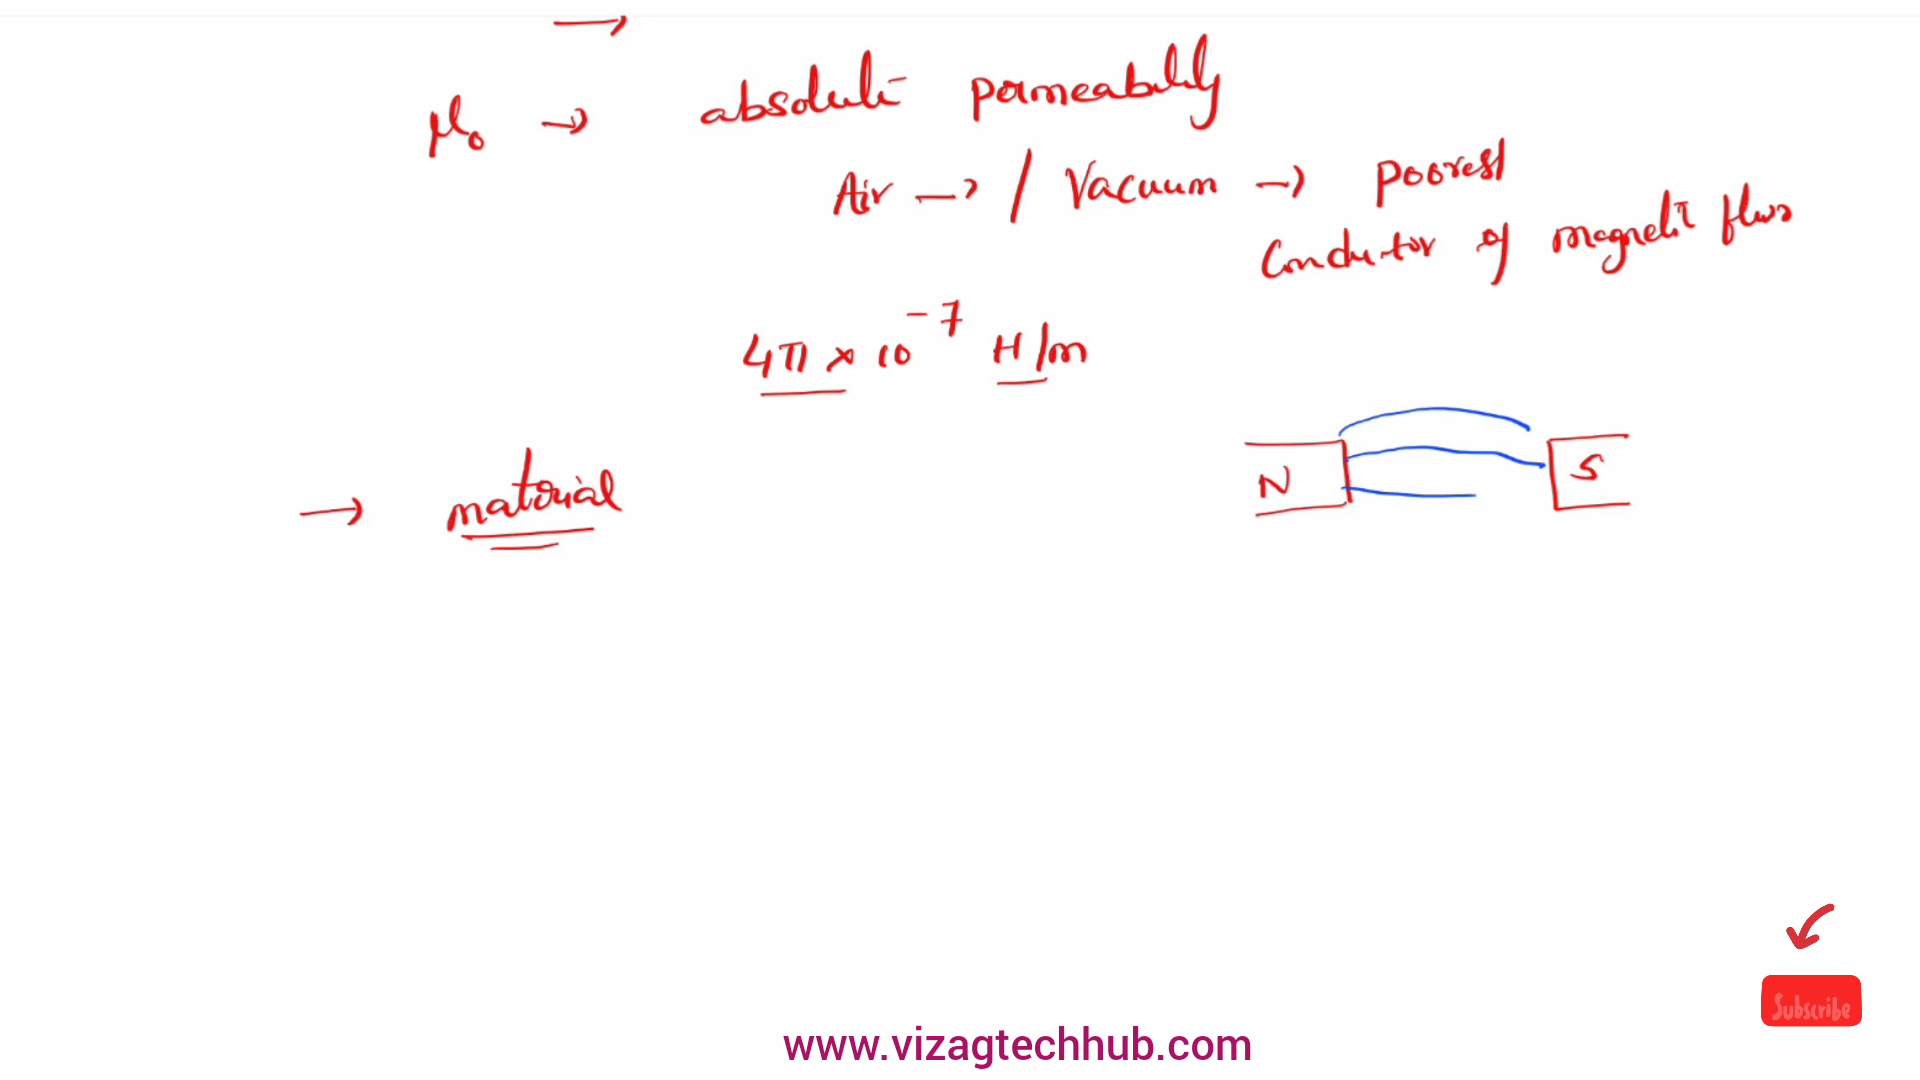 →
μ₀ → absolute permeability
Air → / Vacuum → poorest
Conductor of magnetic flux
4π × 10⁻⁷ H/m
N S
→ material
Subscribe
www.vizagtechhub.com